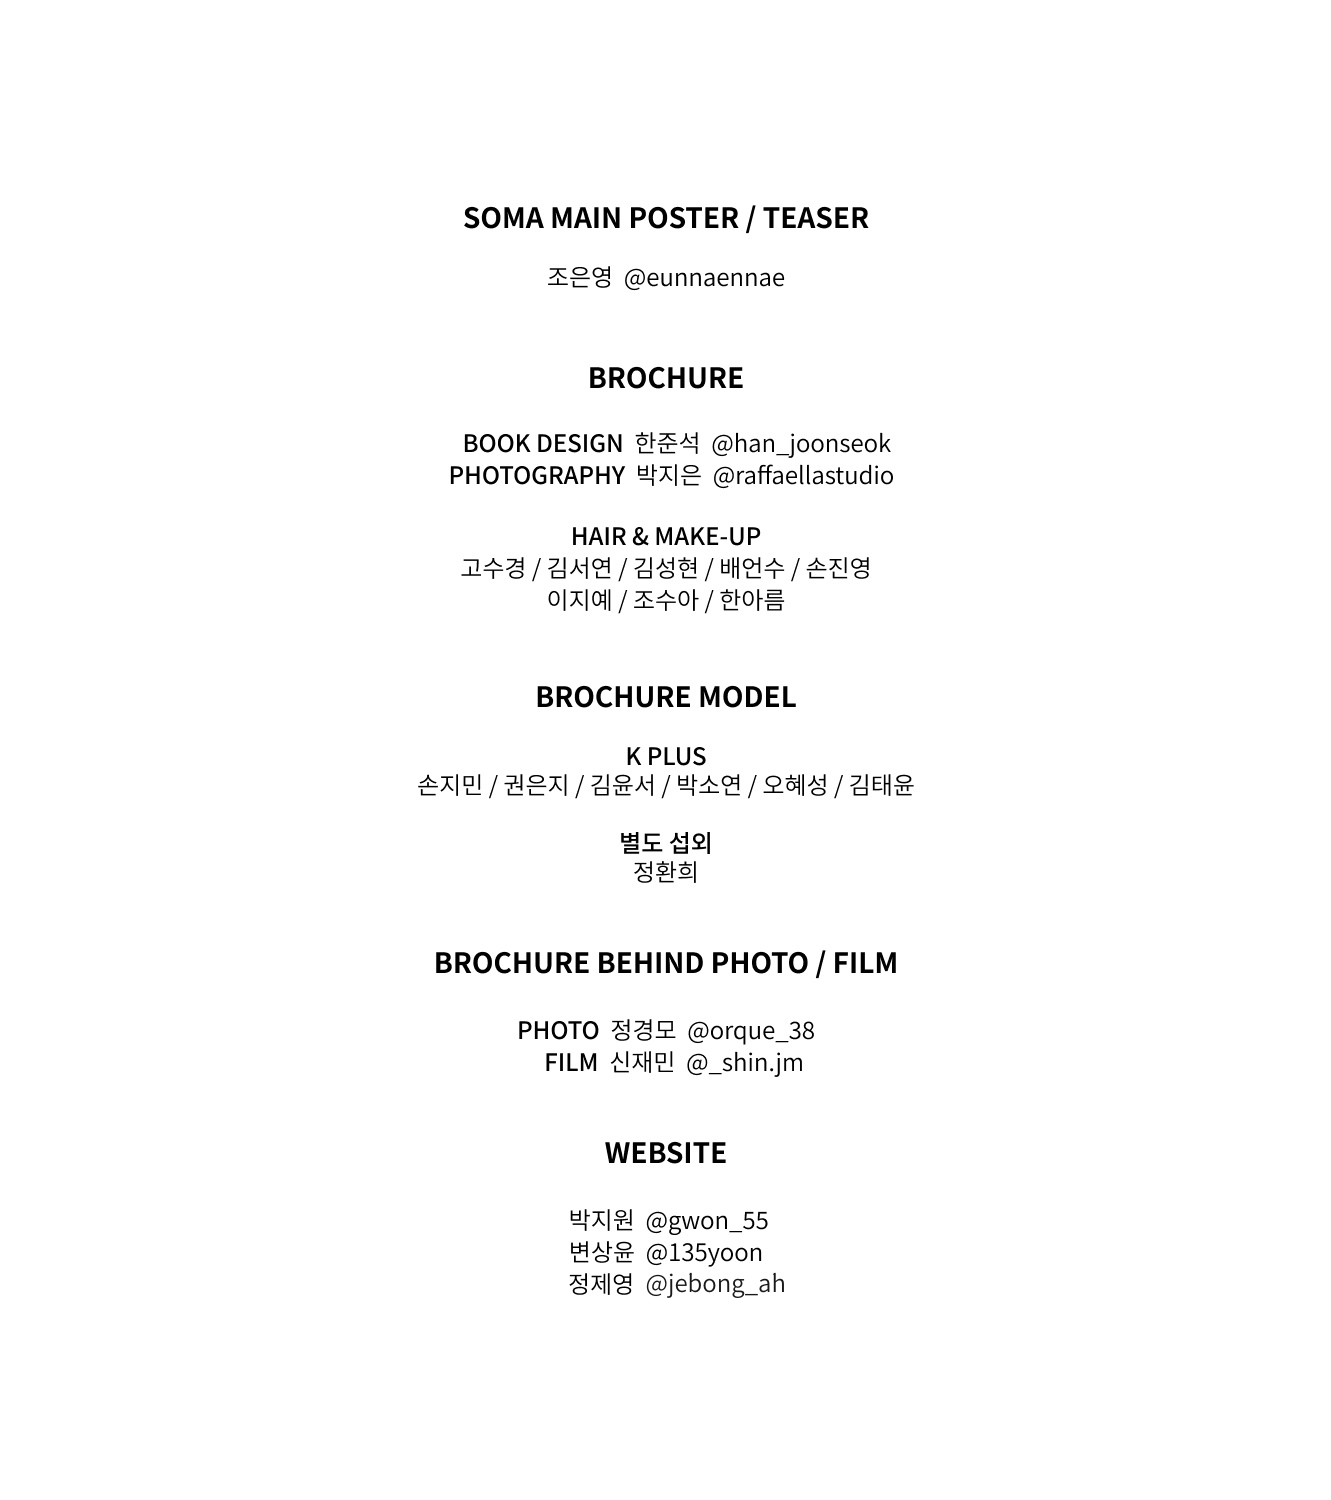 SOMA MAIN POSTER / TEASER
조은영 @eunnaennae
BROCHURE
BOOK DESIGN 한준석 @han_joonseok
PHOTOGRAPHY 박지은 @raffaellastudio
HAIR & MAKE-UP
고수경 / 김서연 / 김성현 / 배언수 / 손진영
이지예 / 조수아 / 한아름
BROCHURE MODEL
K PLUS
손지민 / 권은지 / 김윤서 / 박소연 / 오혜성 / 김태윤
별도 섭외
정환희
BROCHURE BEHIND PHOTO / FILM
PHOTO 정경모 @orque_38
FILM 신재민 @_shin.jm
WEBSITE
박지원 @gwon_55
변상윤 @135yoon
정제영 @jebong_ah